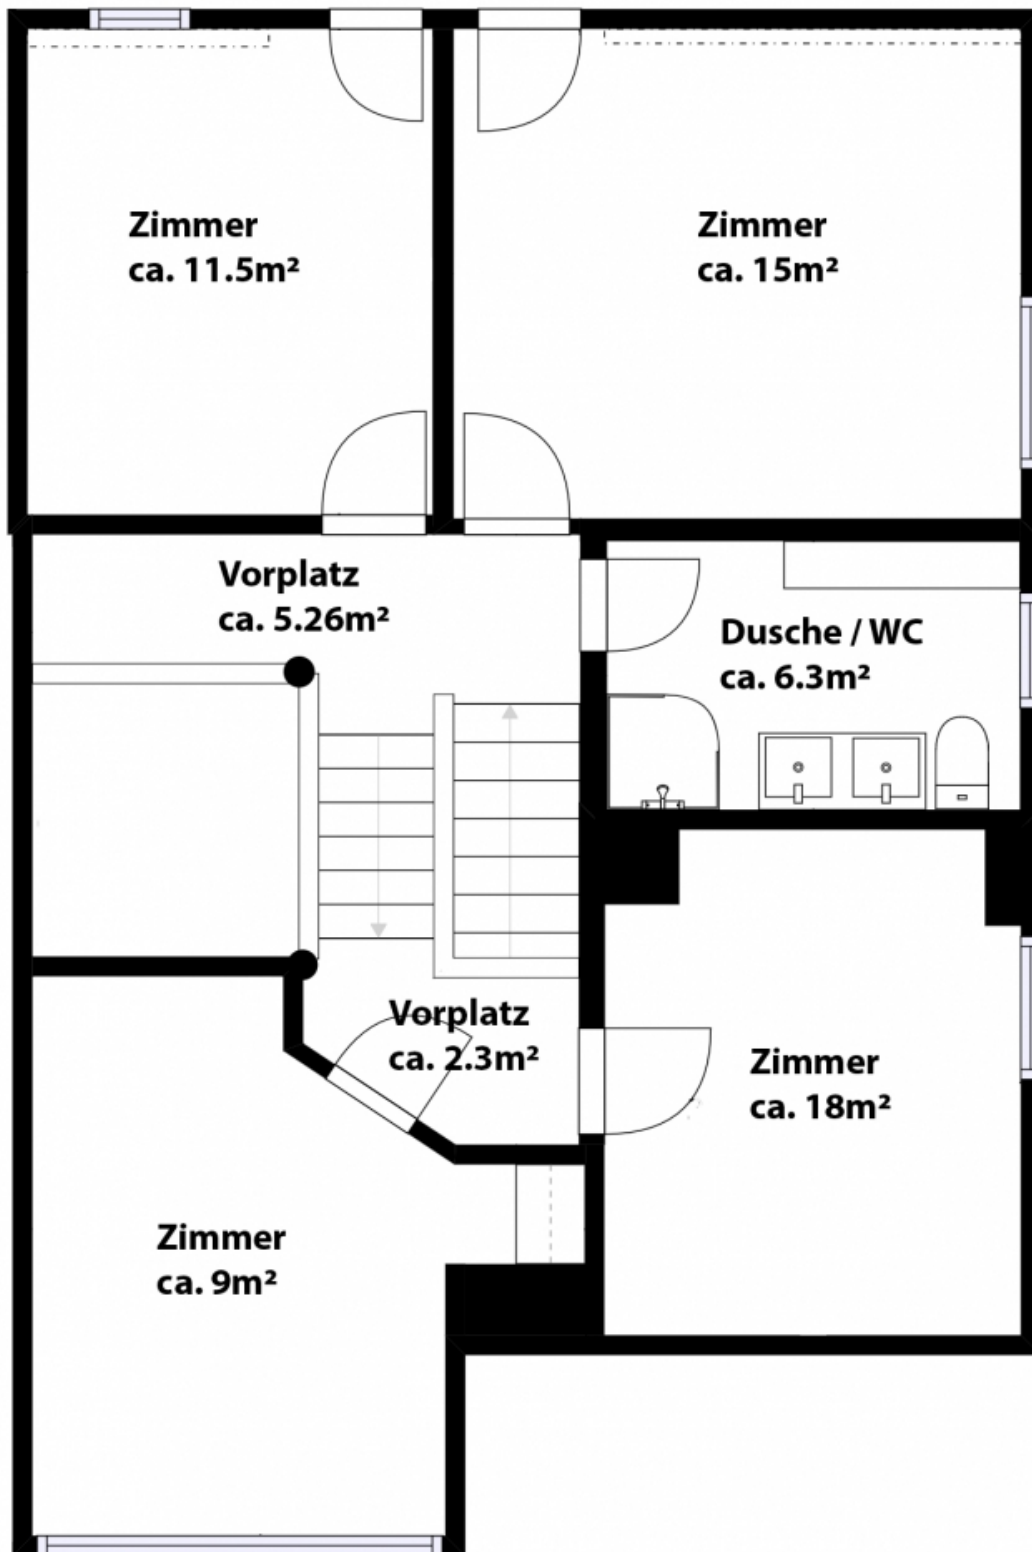 Zimmer
ca. 11.5m²
Zimmer
ca. 15m²
Vorplatz
ca. 5.26m²
Dusche / WC
ca. 6.3m²
Vorplatz
ca. 2.3m²
Zimmer
ca. 18m²
Zimmer
ca. 9m²